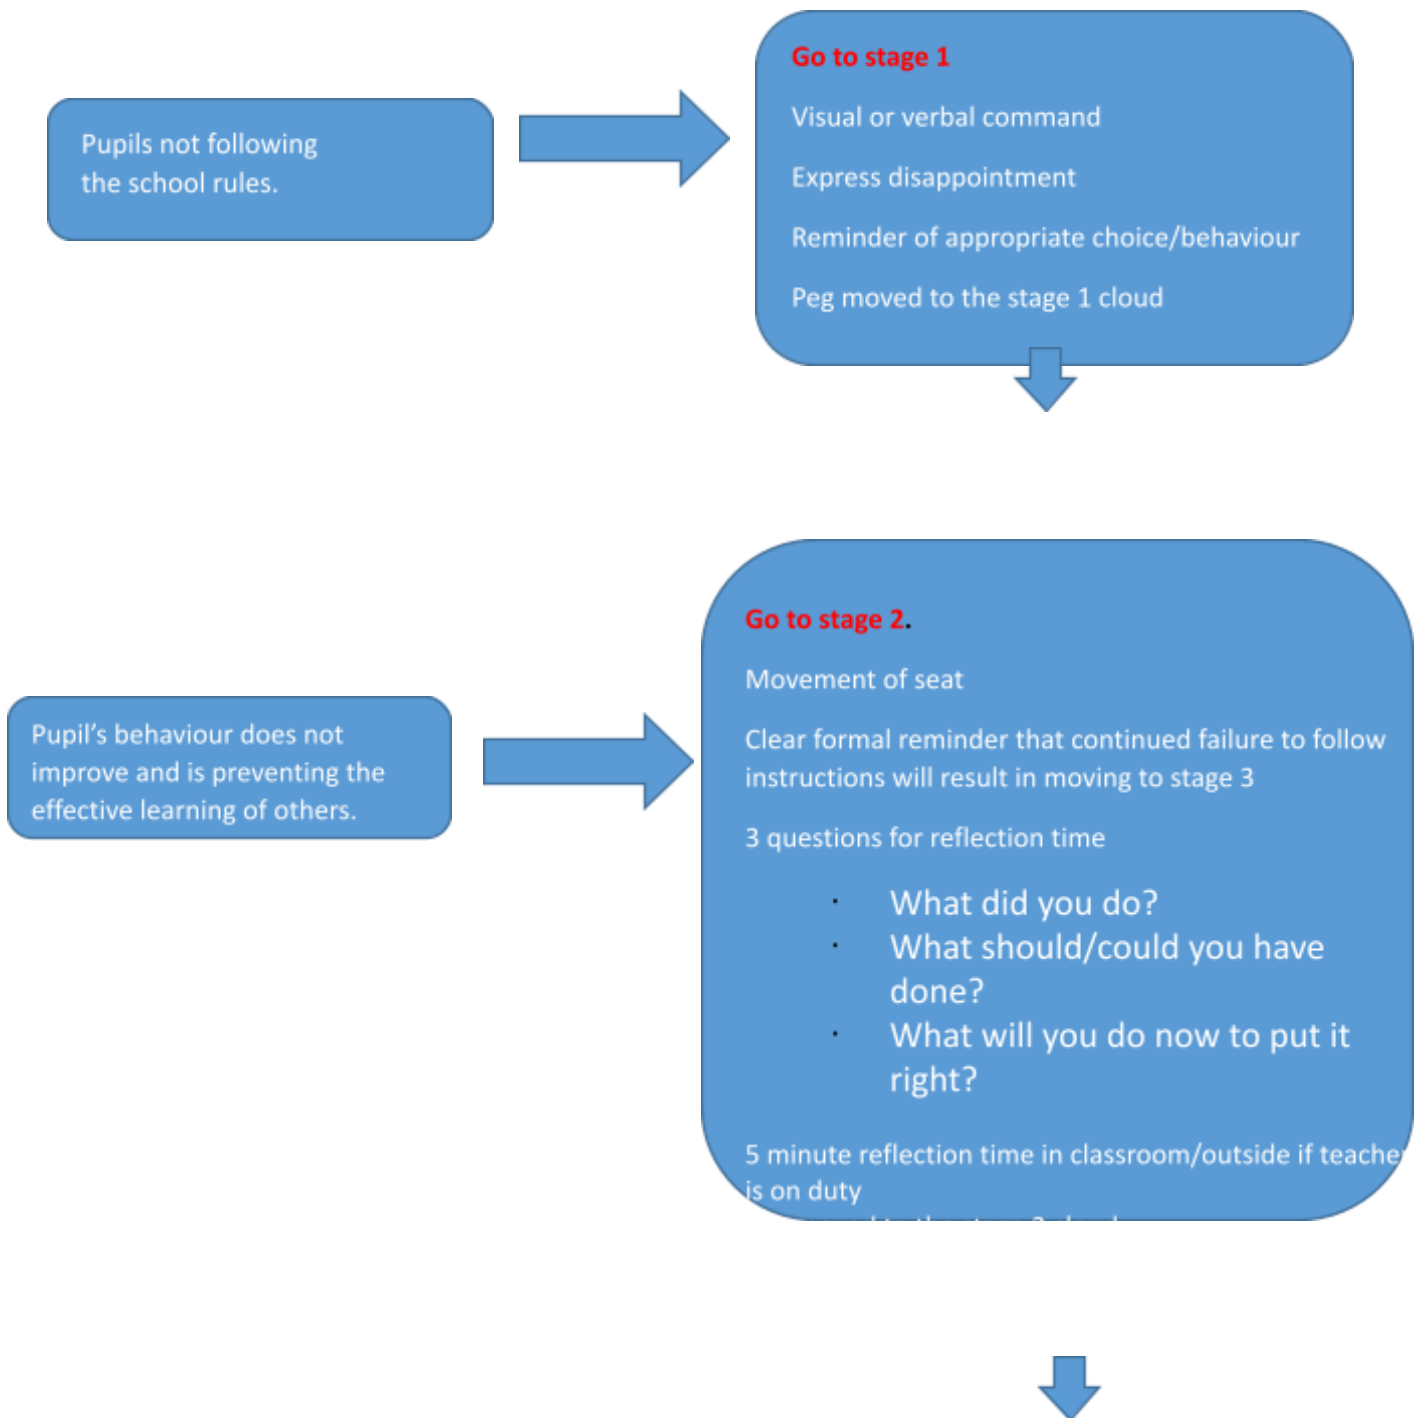 Go to stage 1
Pupils not following
the school rules.
Visual or verbal command
Express disappointment
Reminder of appropriate choice/behaviour
Peg moved to the stage 1 cloud
Go to stage 2.
Pupil’s behaviour does not
improve and is preventing the
effective learning of others.
Movement of seat
Clear formal reminder that continued failure to follow
instructions will result in moving to stage 3
3 questions for reflection time
· What did you do?
· What should/could you have
done?
· What will you do now to put it
right?
5 minute reflection time in classroom/outside if teacher
is on duty